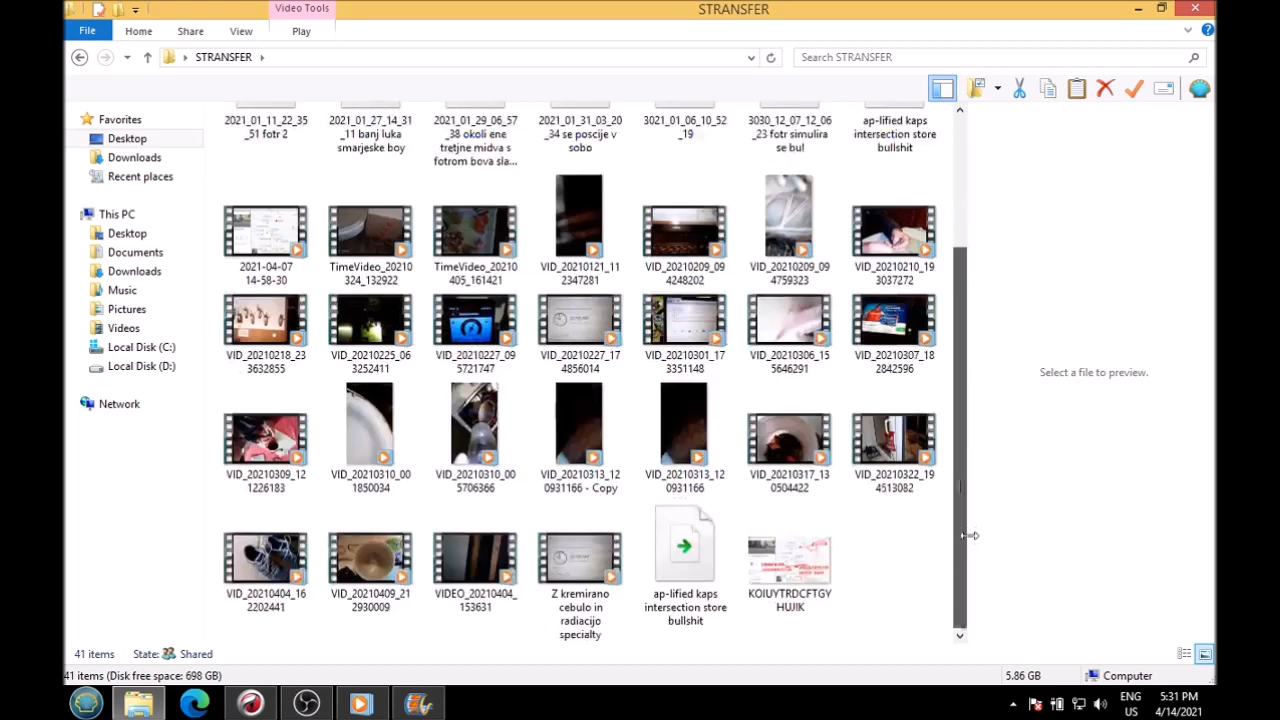 Video Tools
STRANSFER
File Home Share View Play
STRANSFER
Search STRANSFER
Favorites
Desktop
Downloads
Recent places
This PC
Desktop
Documents
Downloads
Music
Pictures
Videos
Local Disk (C:)
Local Disk (D:)
Network
2021_01_11_22_35
_51 fotr 2
2021_01_27_14_31
_11 banj luka
smarjeske boy
2021_01_29_06_57
_38 okoli ene
tretjne midva s
fotrom bova sla...
2021_01_31_03_20
_34 se poscije v
sobo
3021_01_06_10_52
_19
3030_12_07_12_06
_23 fotr simulira
se bul
ap-lified kaps
intersection store
bullshit
2021-04-07
14-58-30
TimeVideo_20210
324_132922
TimeVideo_20210
405_161421
VID_20210121_11
2347281
VID_20210209_09
4248202
VID_20210209_09
4759323
VID_20210210_19
3037272
VID_20210218_23
3632855
VID_20210225_06
3252411
VID_20210227_09
5721747
VID_20210227_17
4856014
VID_20210301_17
3351148
VID_20210306_15
5646291
VID_20210307_18
2842596
VID_20210309_12
1226183
VID_20210310_00
1850034
VID_20210310_00
5706366
VID_20210313_12
0931166 - Copy
VID_20210313_12
0931166
VID_20210317_13
0504422
VID_20210322_19
4513082
VID_20210404_16
2202441
VID_20210409_21
2930009
VIDEO_20210404_
153631
Z kremirano
cebulo in
radiacijo
specialty
ap-lified kaps
intersection store
bullshit
KOIUYTRDCFTGY
HUJIK
Select a file to preview.
41 items State: Shared
41 items (Disk free space: 698 GB) 5.86 GB Computer
ENG 5:31 PM
US 4/14/2021